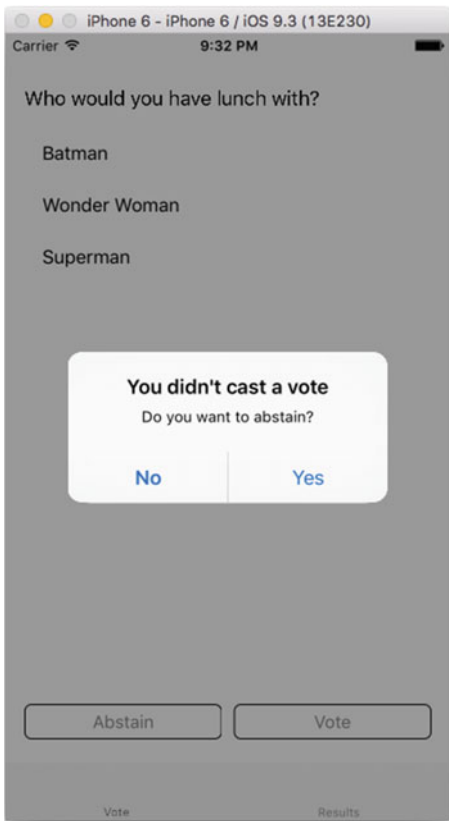 iPhone 6 - iPhone 6 / iOS 9.3 (13E230)
Carrier 9:32 PM
Who would you have lunch with?
Batman
Wonder Woman
Superman
You didn't cast a vote
Do you want to abstain?
No Yes
Abstain Vote
Vote Results